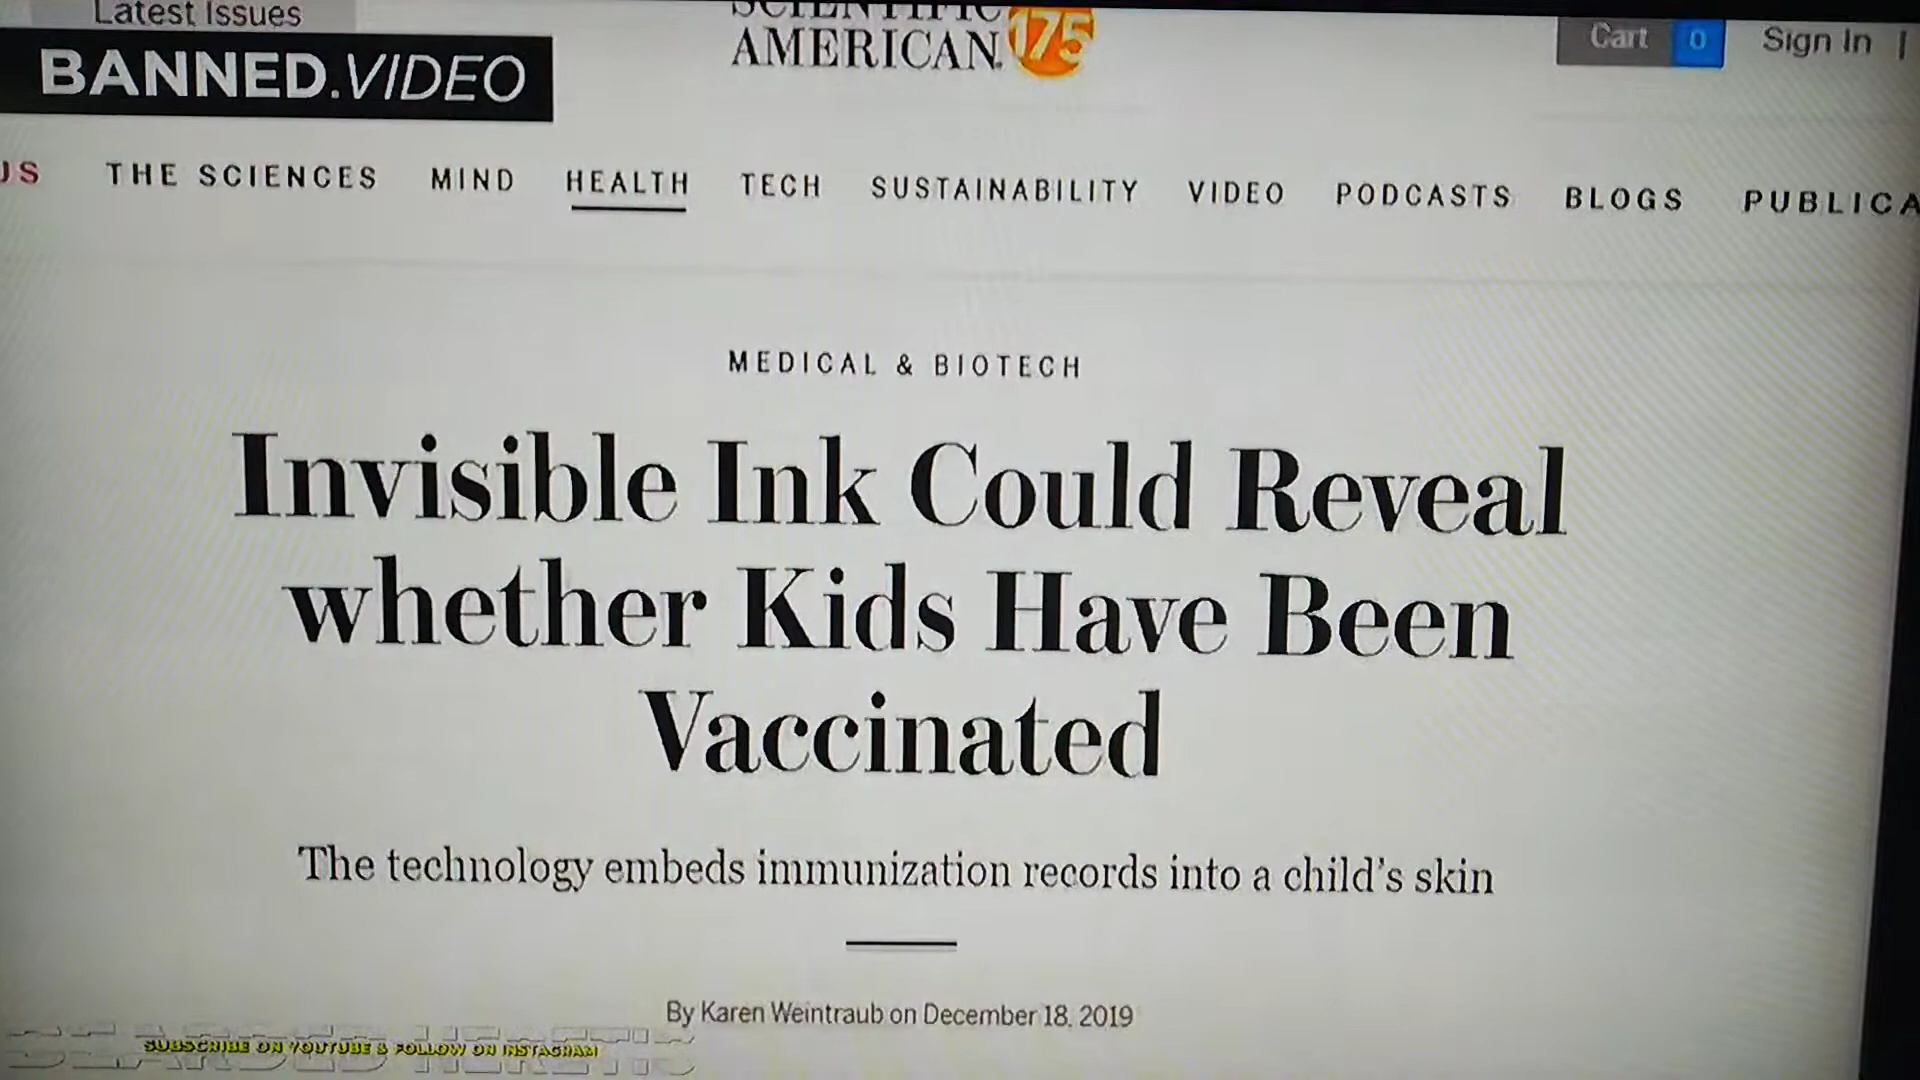 Latest Issues
BANNED.VIDEO
SCIENTIFIC
AMERICAN 175
Cart 0 Sign In |
THE SCIENCES MIND HEALTH TECH SUSTAINABILITY VIDEO PODCASTS BLOGS PUBLICA
MEDICAL & BIOTECH
Invisible Ink Could Reveal
whether Kids Have Been
Vaccinated
The technology embeds immunization records into a child's skin
By Karen Weintraub on December 18, 2019
SUBSCRIBE ON YOUTUBE & FOLLOW ON INSTAGRAM